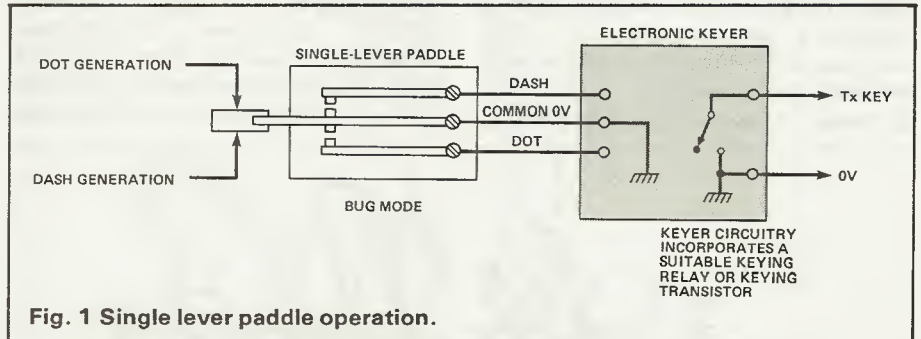 ELECTRONIC KEYER
SINGLE-LEVER PADDLE
DOT GENERATION
DASH
Tx KEY
COMMON 0V
DOT
DASH GENERATION
0V
BUG MODE
KEYER CIRCUITRY
INCORPORATES A
SUITABLE KEYING
RELAY OR KEYING
TRANSISTOR
Fig. 1 Single lever paddle operation.